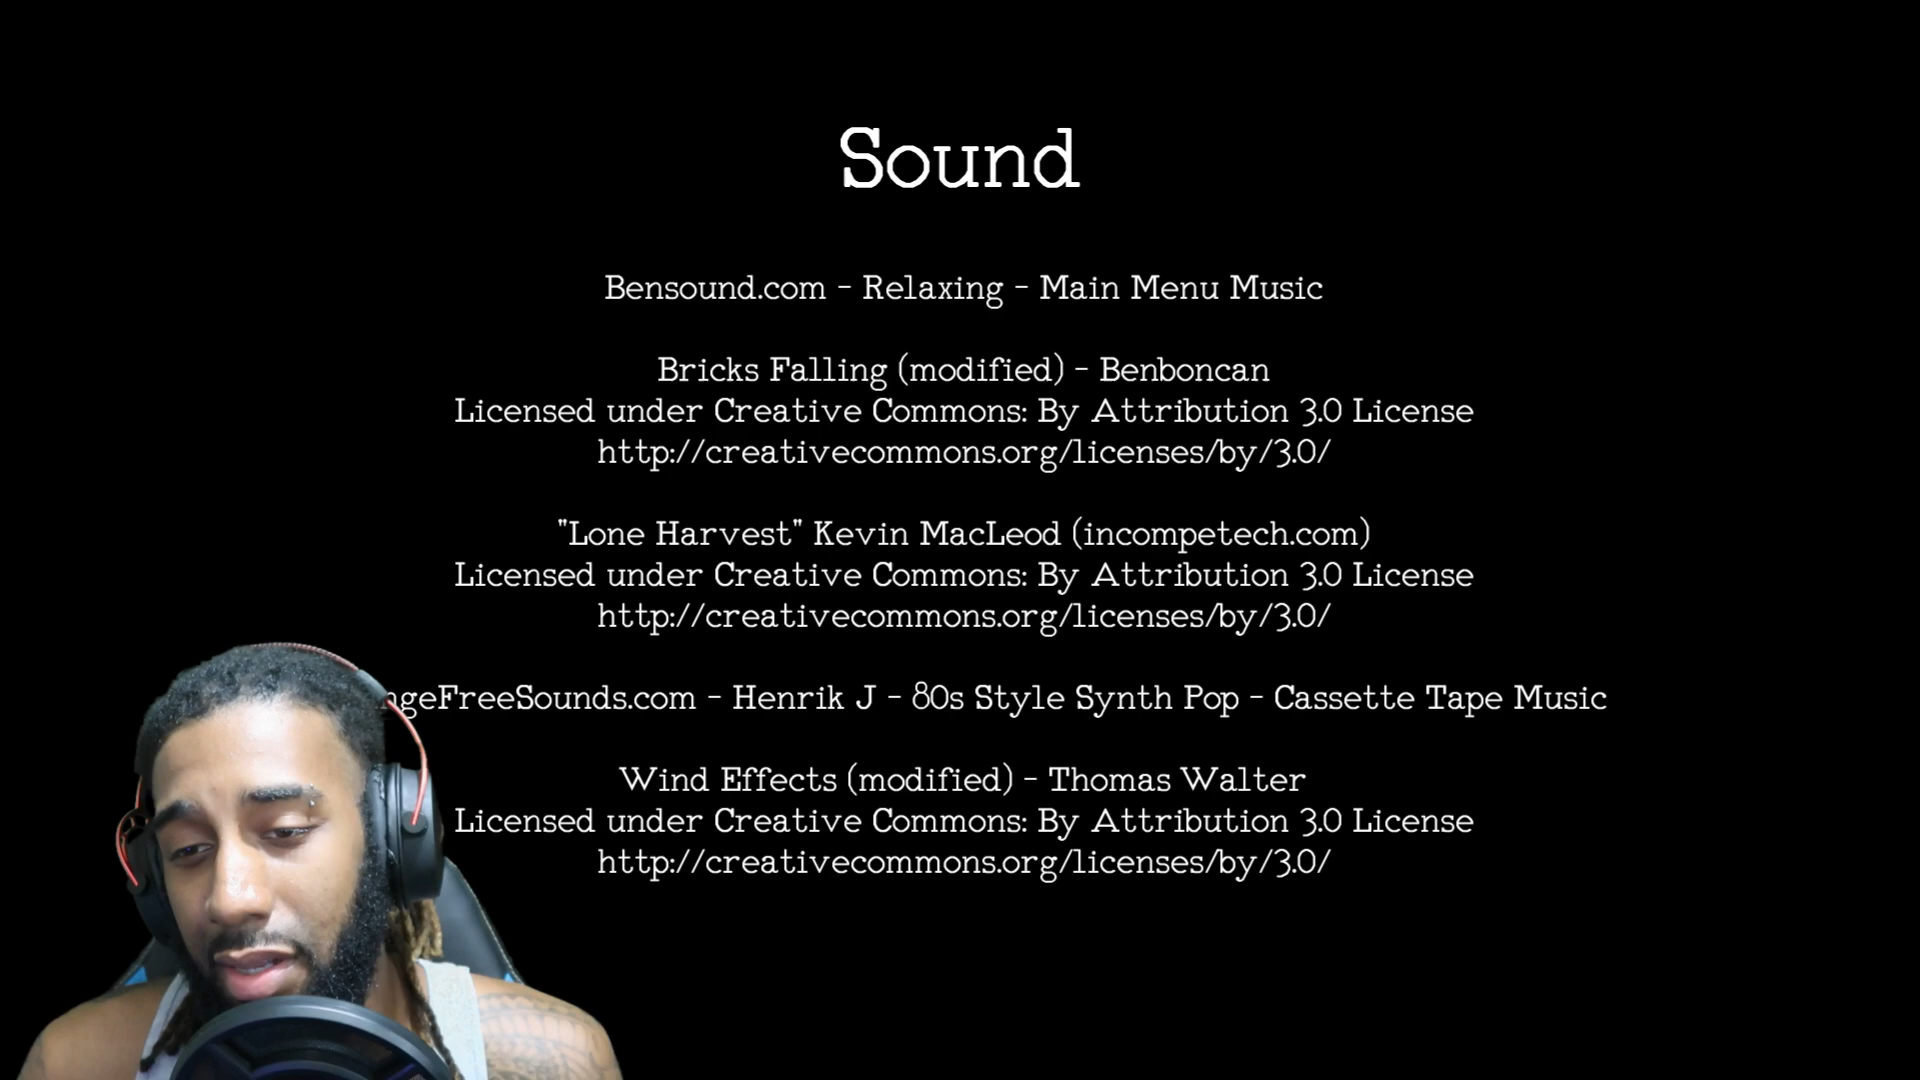 Sound
Bensound.com - Relaxing - Main Menu Music
Bricks Falling (modified) - Benboncan
Licensed under Creative Commons: By Attribution 3.0 License
http://creativecommons.org/licenses/by/3.0/
"Lone Harvest" Kevin MacLeod (incompetech.com)
Licensed under Creative Commons: By Attribution 3.0 License
http://creativecommons.org/licenses/by/3.0/
- Henrik J - 80s Style Synth Pop - Cassette Tape Music
Wind Effects (modified) - Thomas Walter
Licensed under Creative Commons: By Attribution 3.0 License
http://creativecommons.org/licenses/by/3.0/